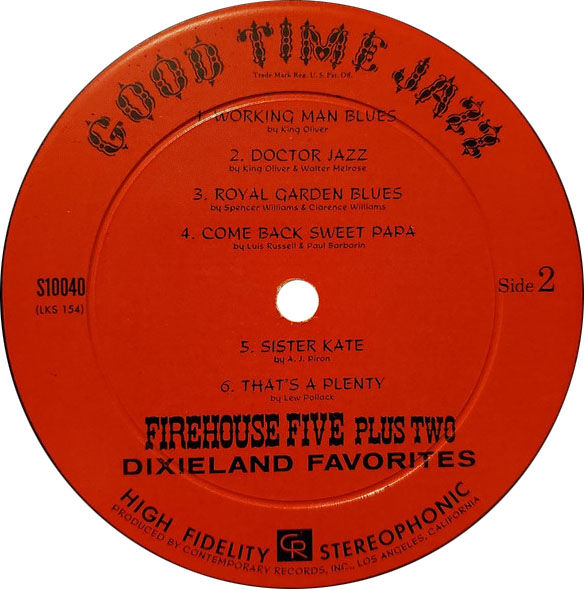 GOOD TIME JAZZ
Trade Mark Reg. U. S. Pat. Off.
1. WORKING MAN BLUES
by King Oliver
2. DOCTOR JAZZ
by King Oliver & Walter Melrose
3. ROYAL GARDEN BLUES
by Spencer Williams & Clarence Williams
4. COME BACK SWEET PAPA
by Luis Russell & Paul Barbarin
S10040
(LKS 154)
Side 2
5. SISTER KATE
by A. J. Piron
6. THAT'S A PLENTY
by Lew Pollack
FIREHOUSE FIVE PLUS TWO
DIXIELAND FAVORITES
HIGH FIDELITY CR STEREOPHONIC
PRODUCED BY CONTEMPORARY RECORDS, INC., LOS ANGELES, CALIFORNIA